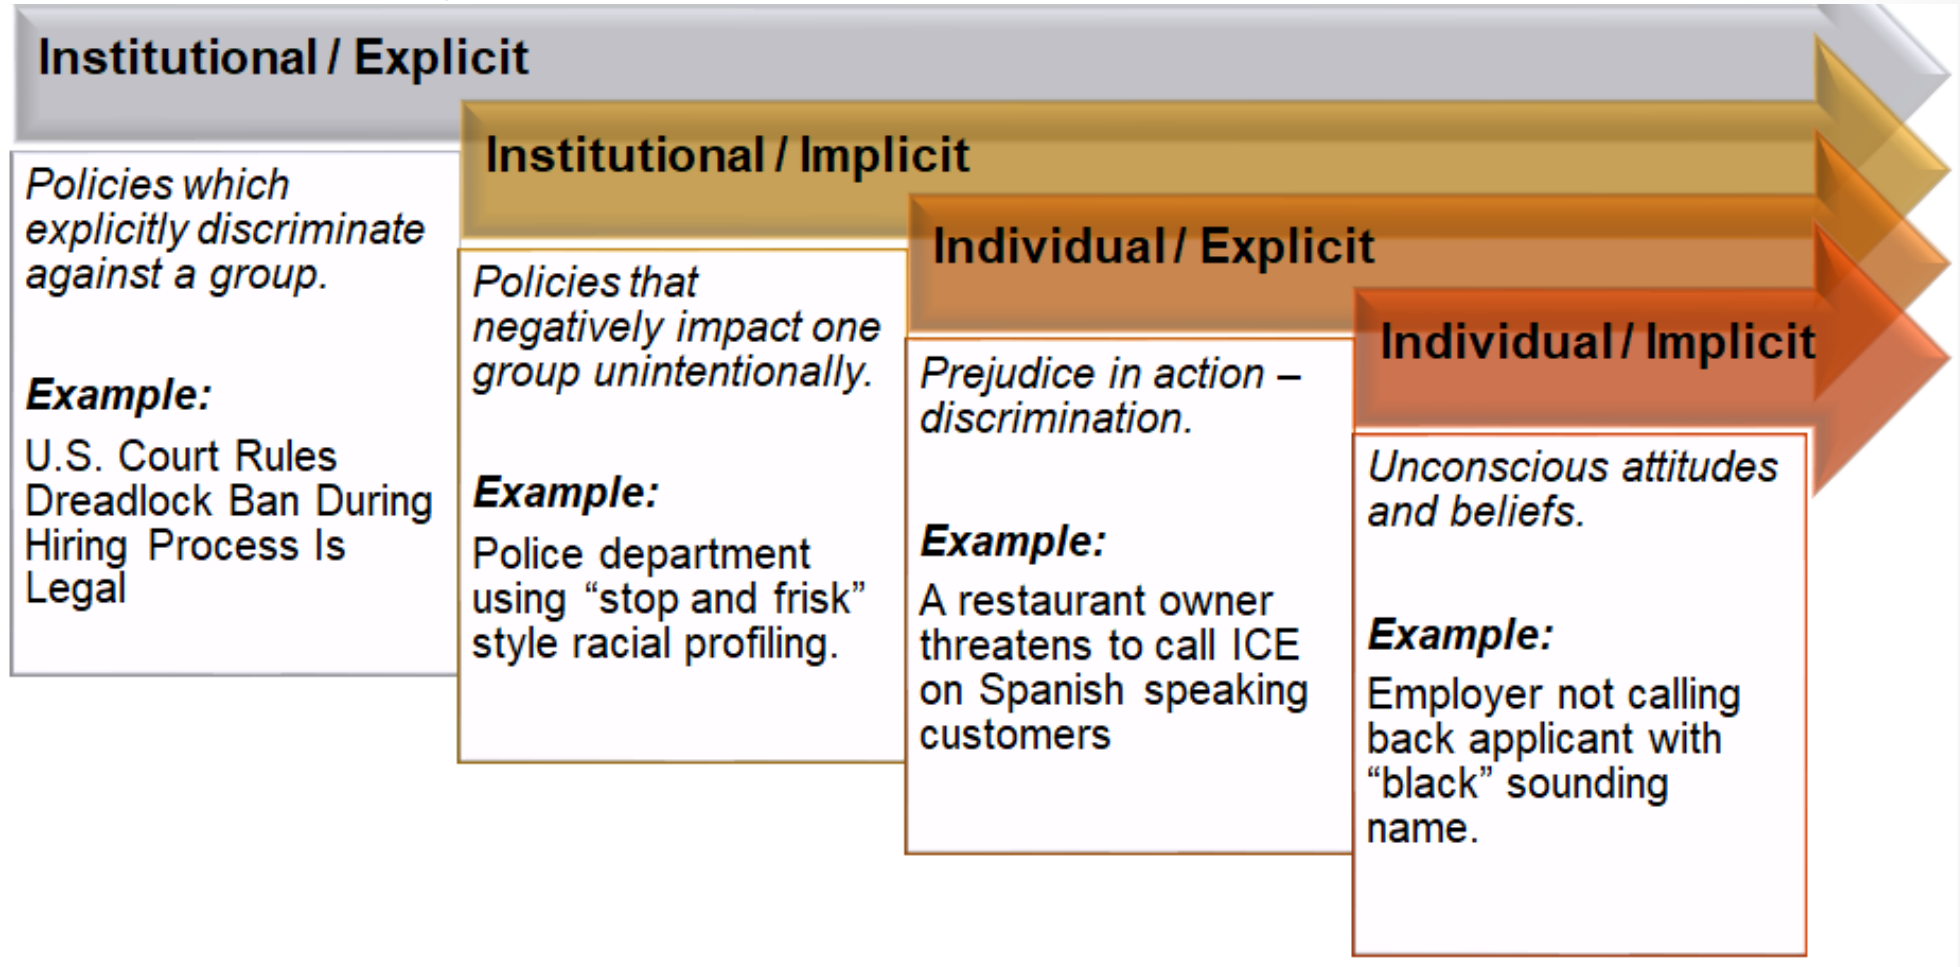 Institutional / Explicit
Policies which
explicitly discriminate
against a group.
Example:
U.S. Court Rules
Dreadlock Ban During
Hiring Process Is
Legal
Institutional / Implicit
Policies that
negatively impact one
group unintentionally.
Example:
Police department
using “stop and frisk”
style racial profiling.
Individual / Explicit
Prejudice in action –
discrimination.
Example:
A restaurant owner
threatens to call ICE
on Spanish speaking
customers
Individual / Implicit
Unconscious attitudes
and beliefs.
Example:
Employer not calling
back applicant with
“black” sounding
name.